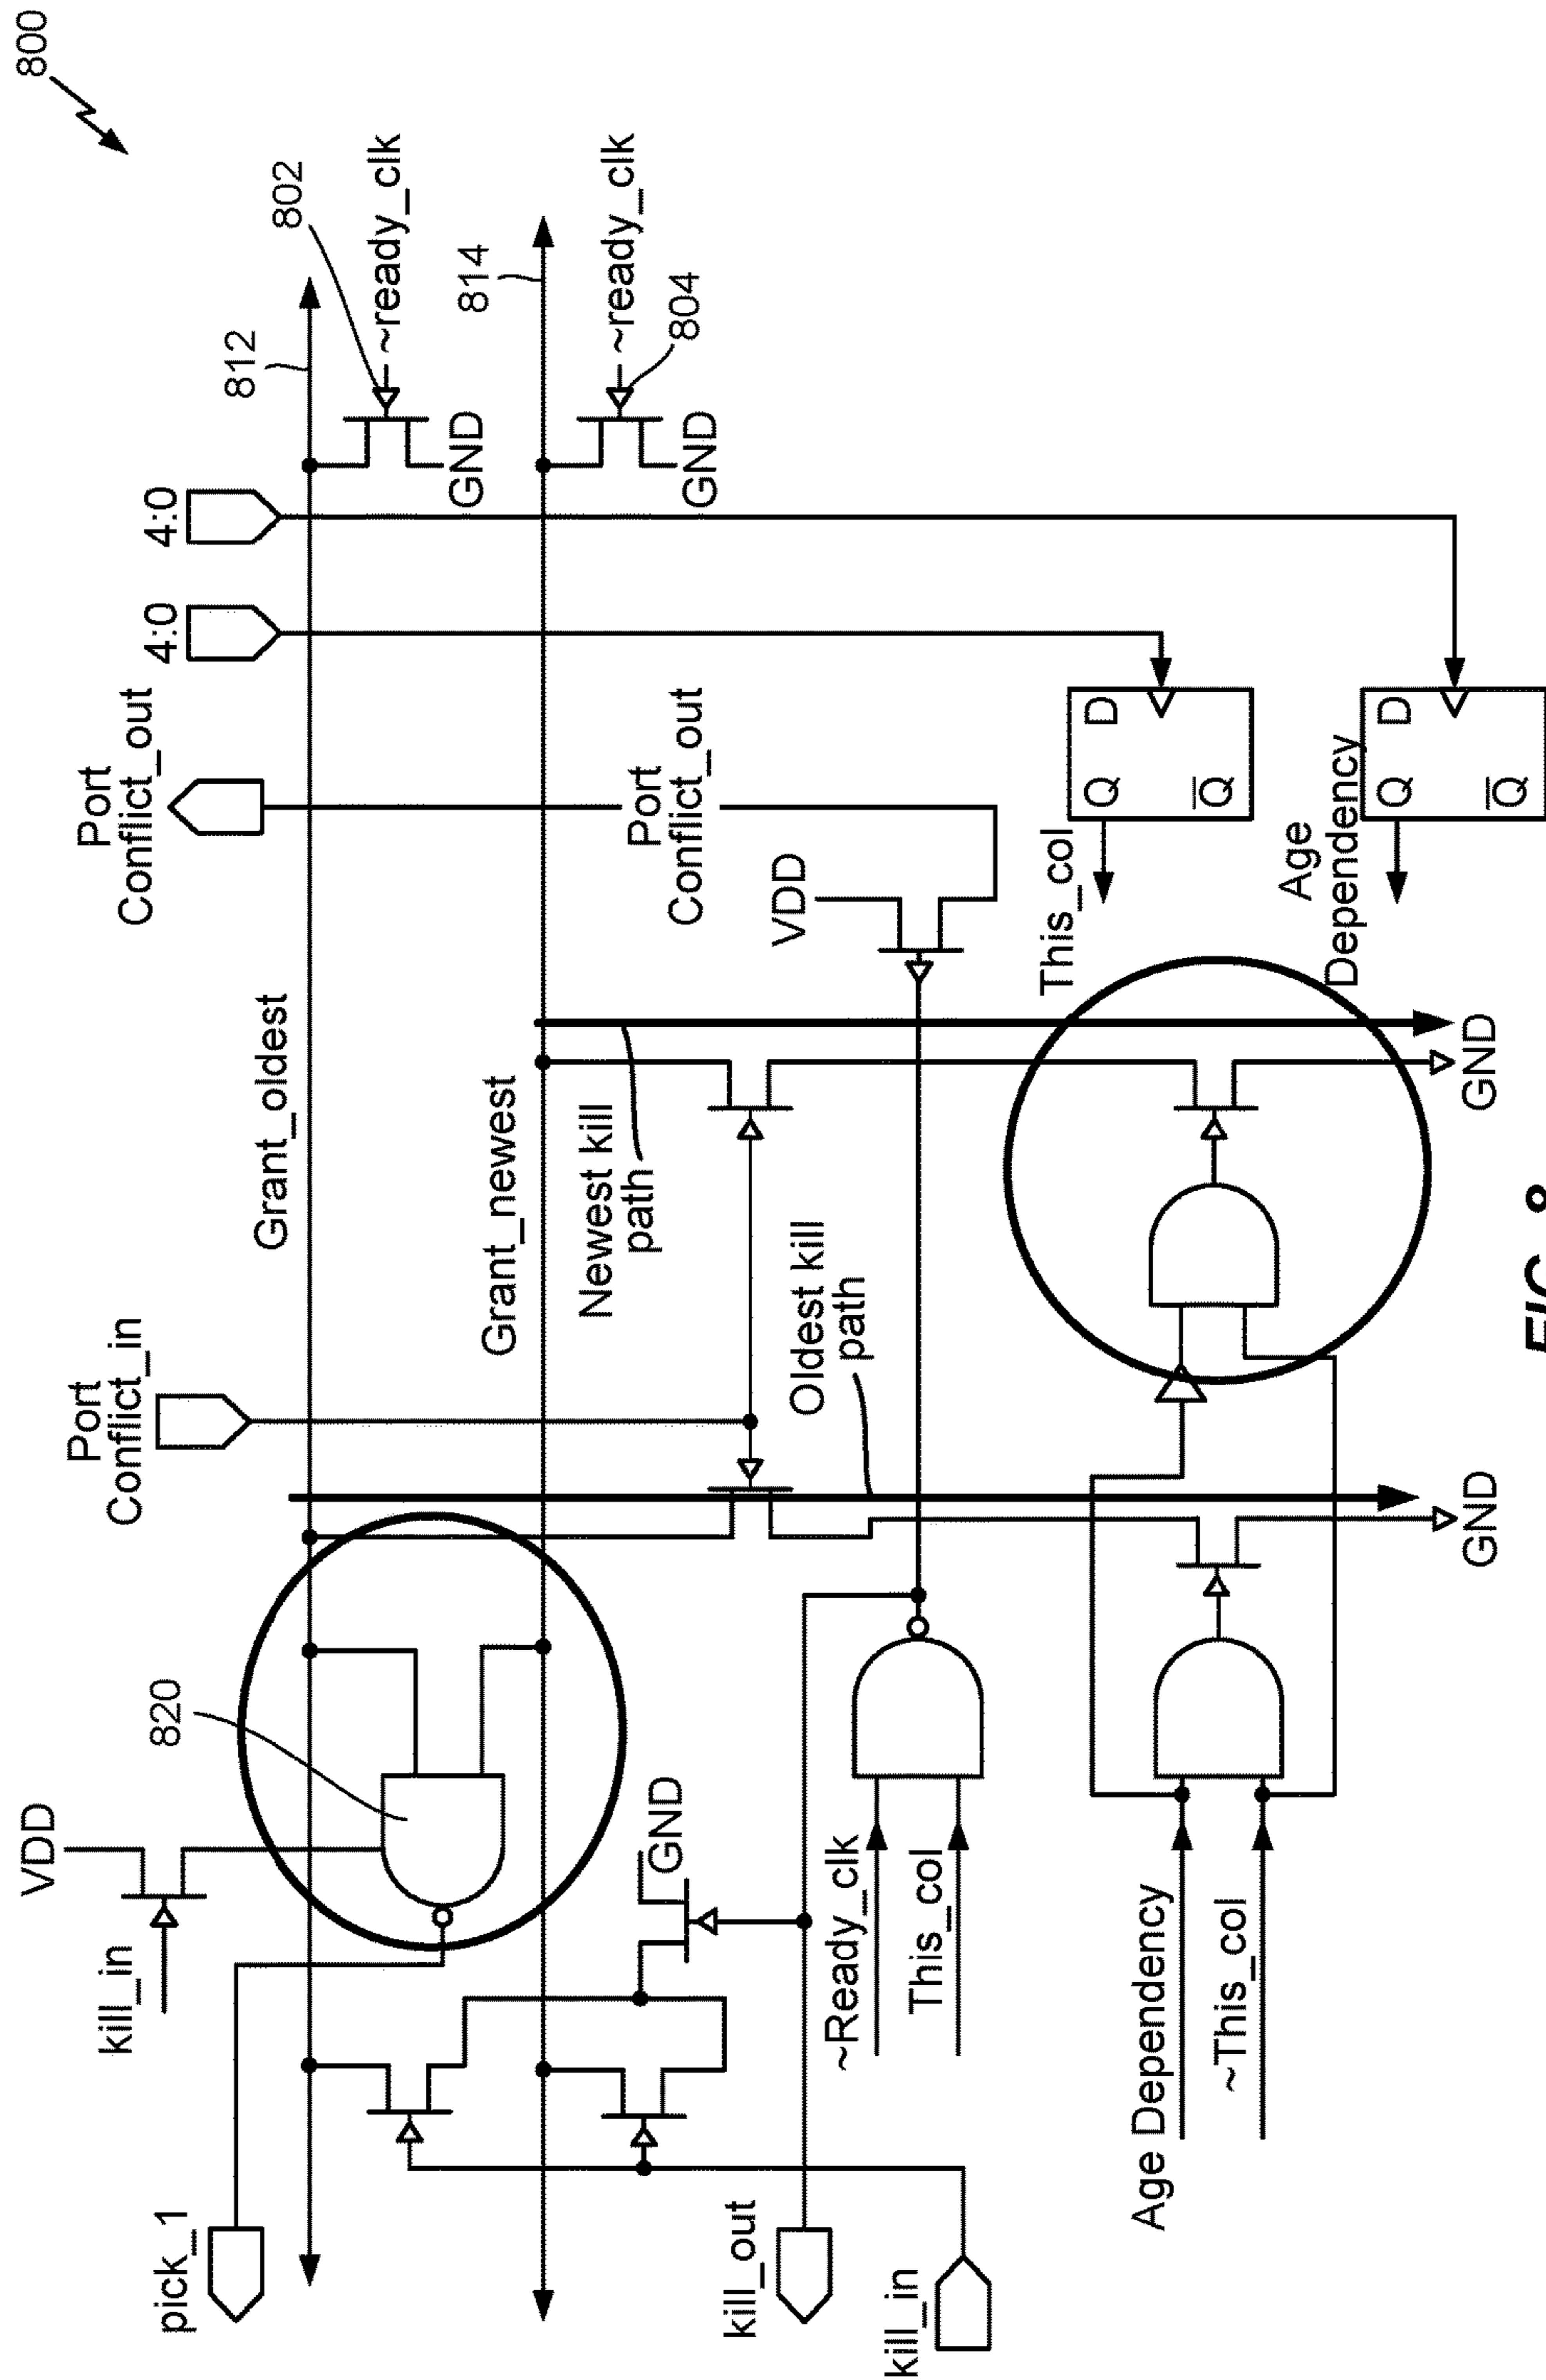 800
812
802
~ready_clk
GND
814
~ready_clk
804
GND
4:0
4:0
Port
Conflict_out
Port
Conflict_out
VDD
Grant_oldest
Grant_newest
Newest kill
path
Oldest kill
path
Port
Conflict_in
This_col
Q
D
Q
Age
Dependency
Q
D
Q
GND
GND
820
VDD
kill_in
GND
pick_1
kill_out
kill_in
~Ready_clk
This_col
Age Dependency
~This_col
FIG. 8